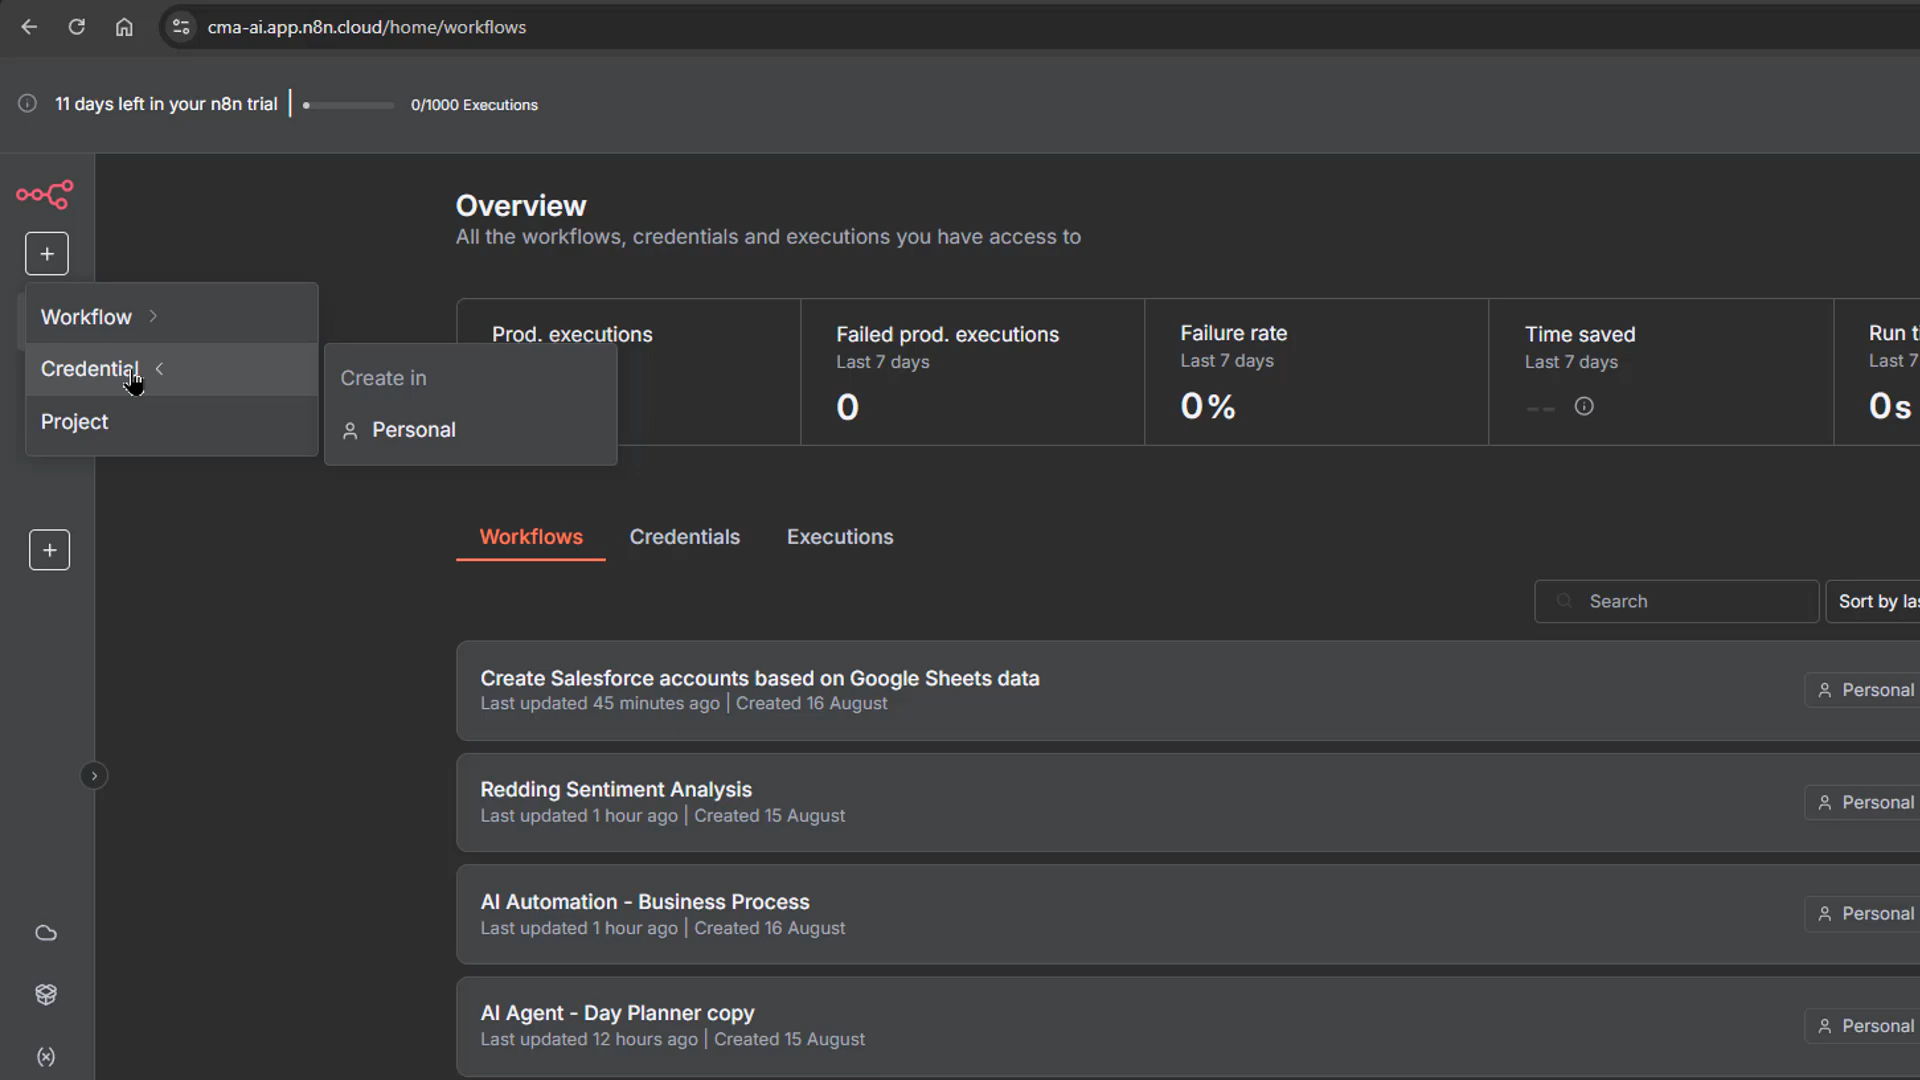 cma-ai.app.n8n.cloud/home/workflows
11 days left in your n8n trial
0/1000 Executions
Overview
All the workflows, credentials and executions you have access to
Workflow
Credential
Project
Create in
Personal
Prod. executions
Failed prod. executions
Last 7 days
0
Failure rate
Last 7 days
0%
Time saved
Last 7 days
--
Run t
Last 7
0s
Workflows
Credentials
Executions
Search
Sort by las
Create Salesforce accounts based on Google Sheets data
Last updated 45 minutes ago | Created 16 August
Personal
Redding Sentiment Analysis
Last updated 1 hour ago | Created 15 August
Personal
AI Automation - Business Process
Last updated 1 hour ago | Created 16 August
Personal
AI Agent - Day Planner copy
Last updated 12 hours ago | Created 15 August
Personal